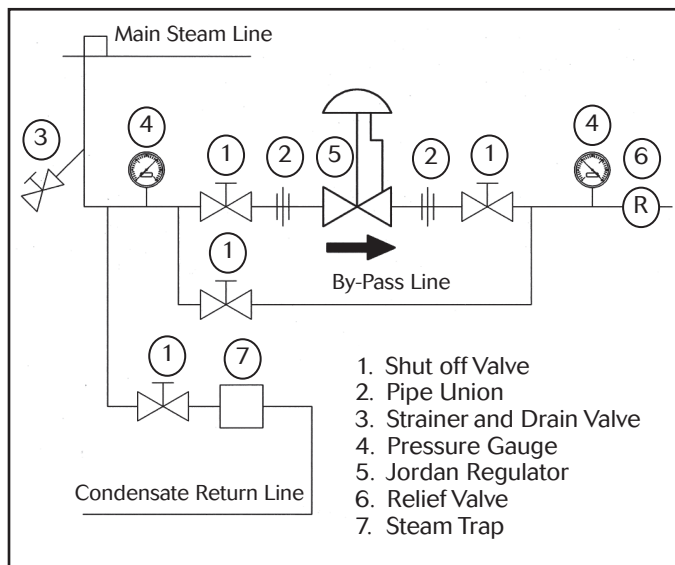 Main Steam Line
3
4
1
2
5
2
1
4
6
R
1
By-Pass Line
1
7
Condensate Return Line
1. Shut off Valve
2. Pipe Union
3. Strainer and Drain Valve
4. Pressure Gauge
5. Jordan Regulator
6. Relief Valve
7. Steam Trap